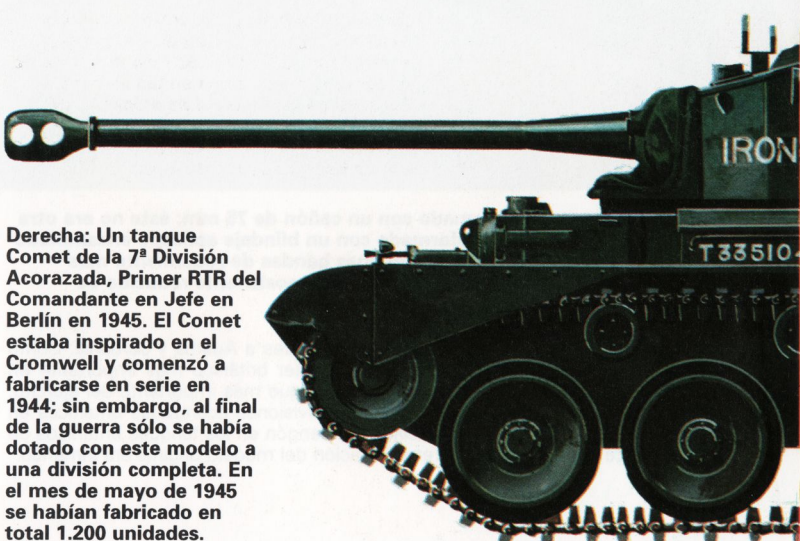 IRON
T335104
Derecha: Un tanque
Comet de la 7ª División
Acorazada, Primer RTR del
Comandante en Jefe en
Berlín en 1945. El Comet
estaba inspirado en el
Cromwell y comenzó a
fabricarse en serie en
1944; sin embargo, al final
de la guerra sólo se había
dotado con este modelo a
una división completa. En
el mes de mayo de 1945
se habían fabricado en
total 1.200 unidades.